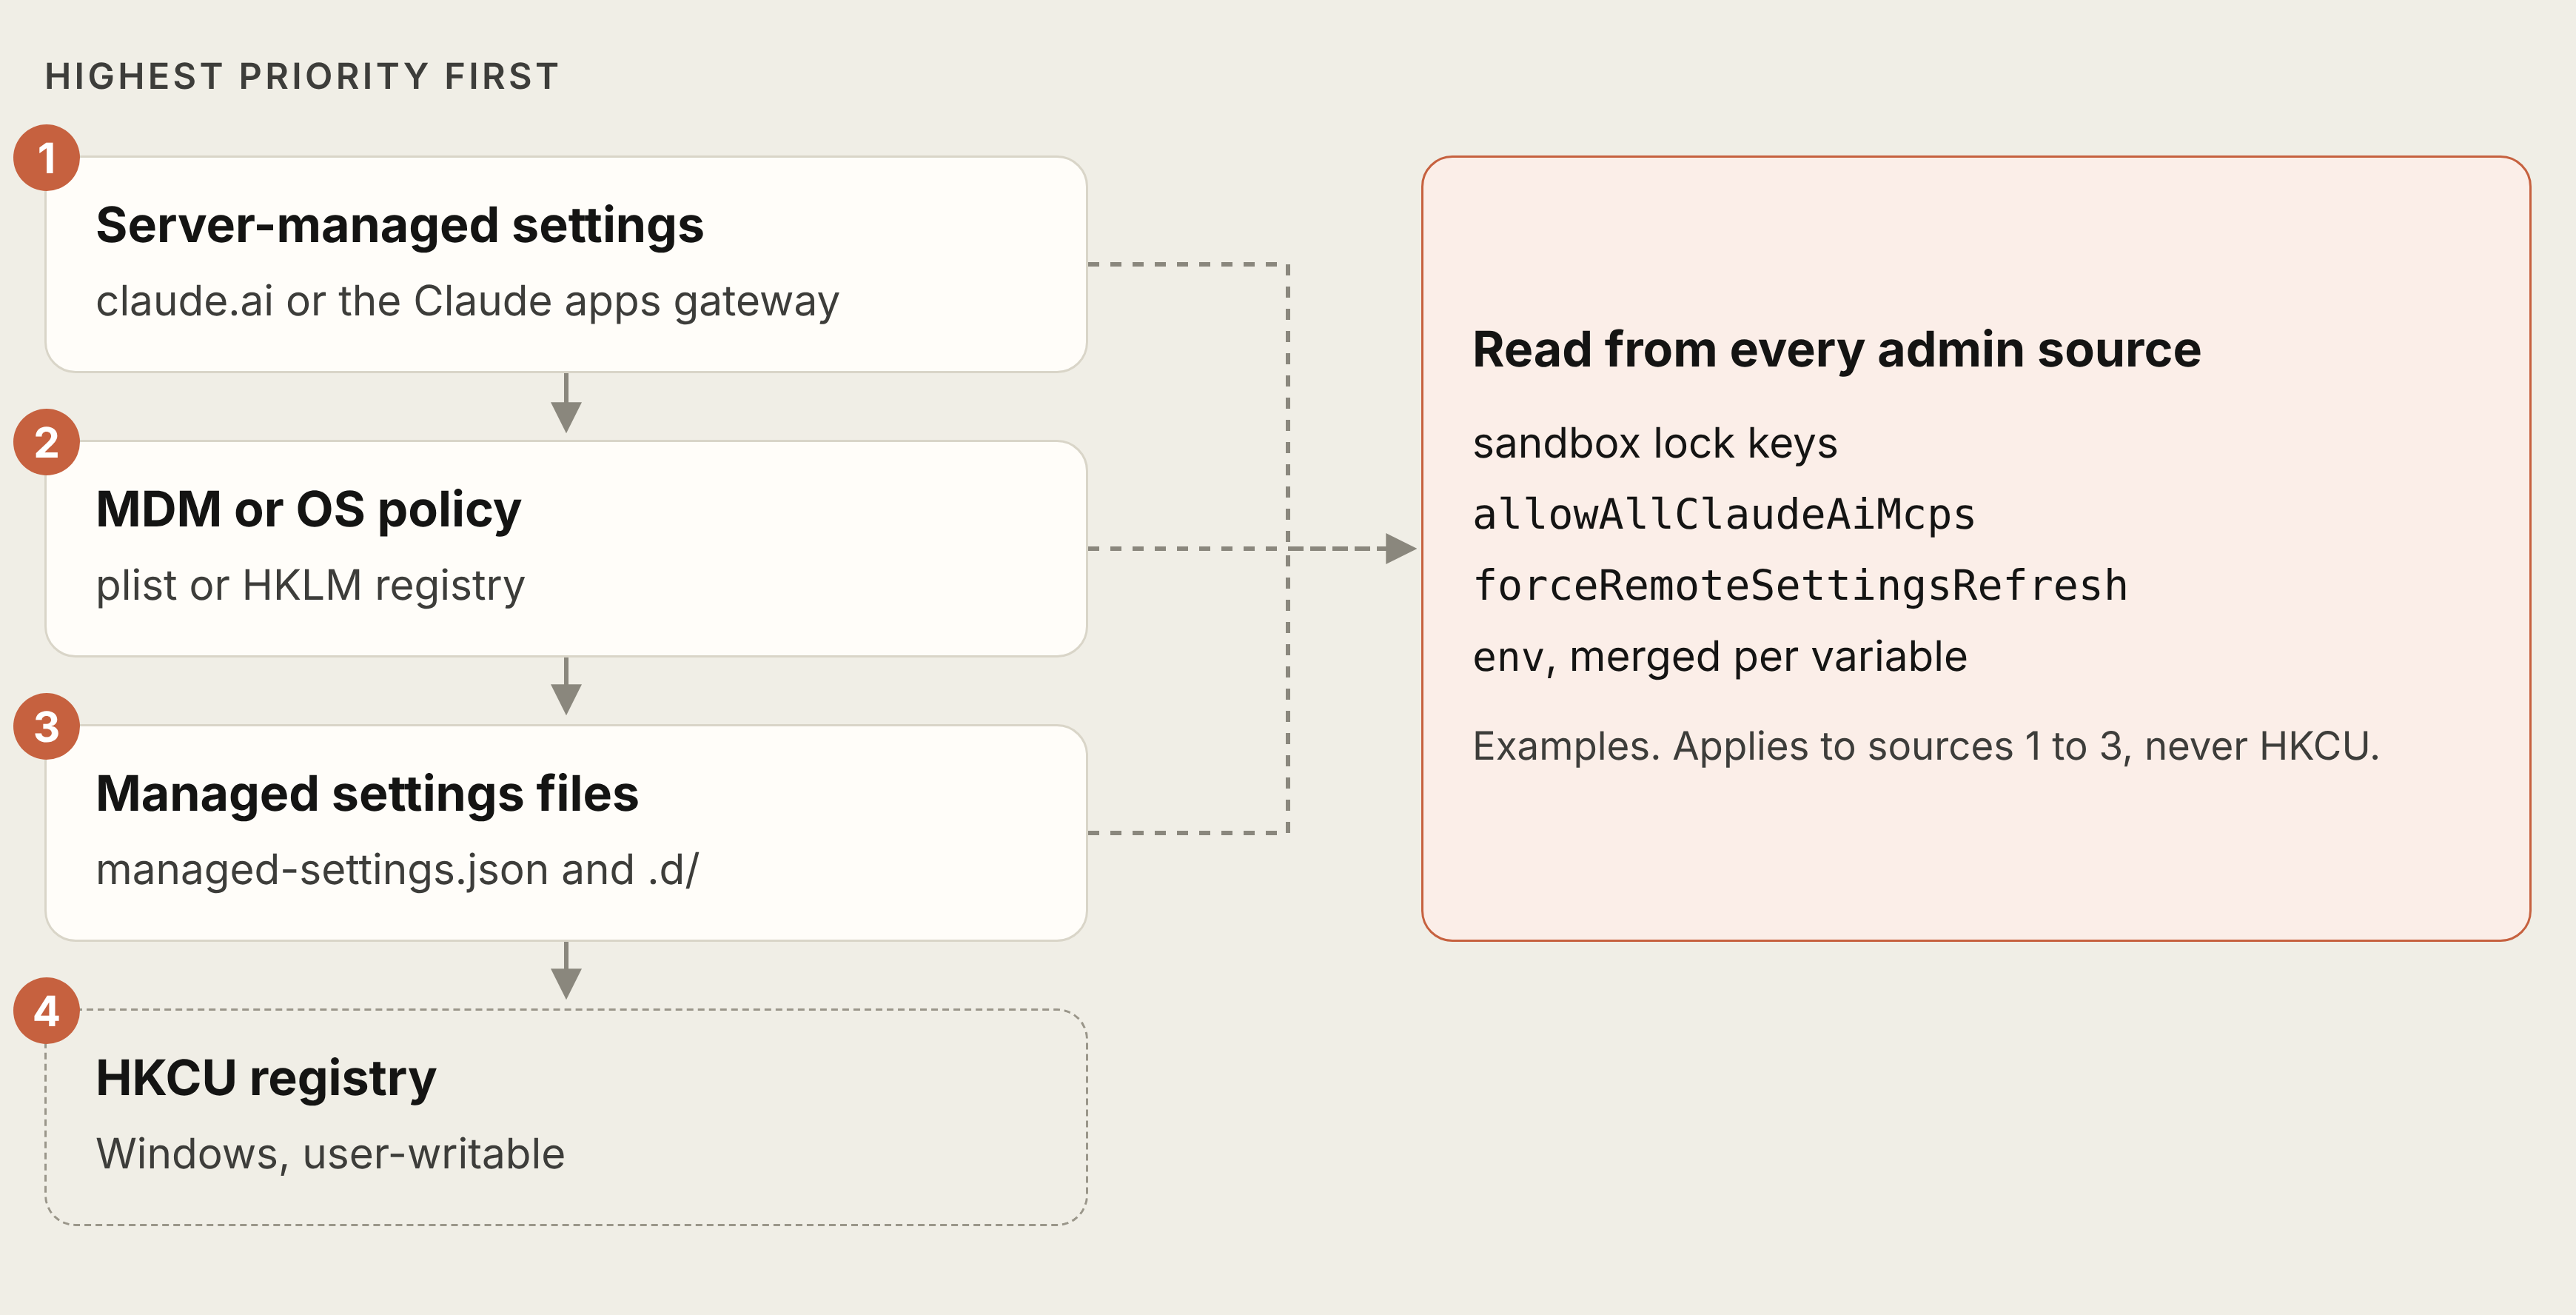 HIGHEST PRIORITY FIRST
1
Server-managed settings
claude.ai or the Claude apps gateway
2
MDM or OS policy
plist or HKLM registry
3
Managed settings files
managed-settings.json and .d/
4
HKCU registry
Windows, user-writable
Read from every admin source
sandbox lock keys
allowAllClaudeAiMcps
forceRemoteSettingsRefresh
env, merged per variable
Examples. Applies to sources 1 to 3, never HKCU.